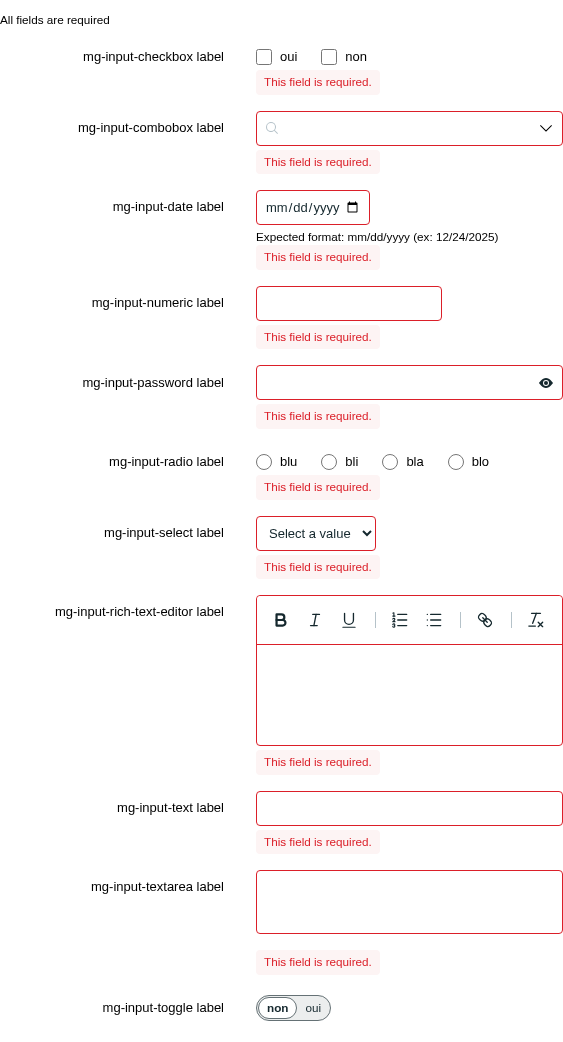 All fields are required
mg-input-checkbox label
oui non
This field is required.
mg-input-combobox label
This field is required.
mg-input-date label
mm/dd/yyyy
Expected format: mm/dd/yyyy (ex: 12/24/2025)
This field is required.
mg-input-numeric label
This field is required.
mg-input-password label
This field is required.
mg-input-radio label
blu bli bla blo
This field is required.
mg-input-select label
Select a value
This field is required.
mg-input-rich-text-editor label
This field is required.
mg-input-text label
This field is required.
mg-input-textarea label
This field is required.
mg-input-toggle label
non oui